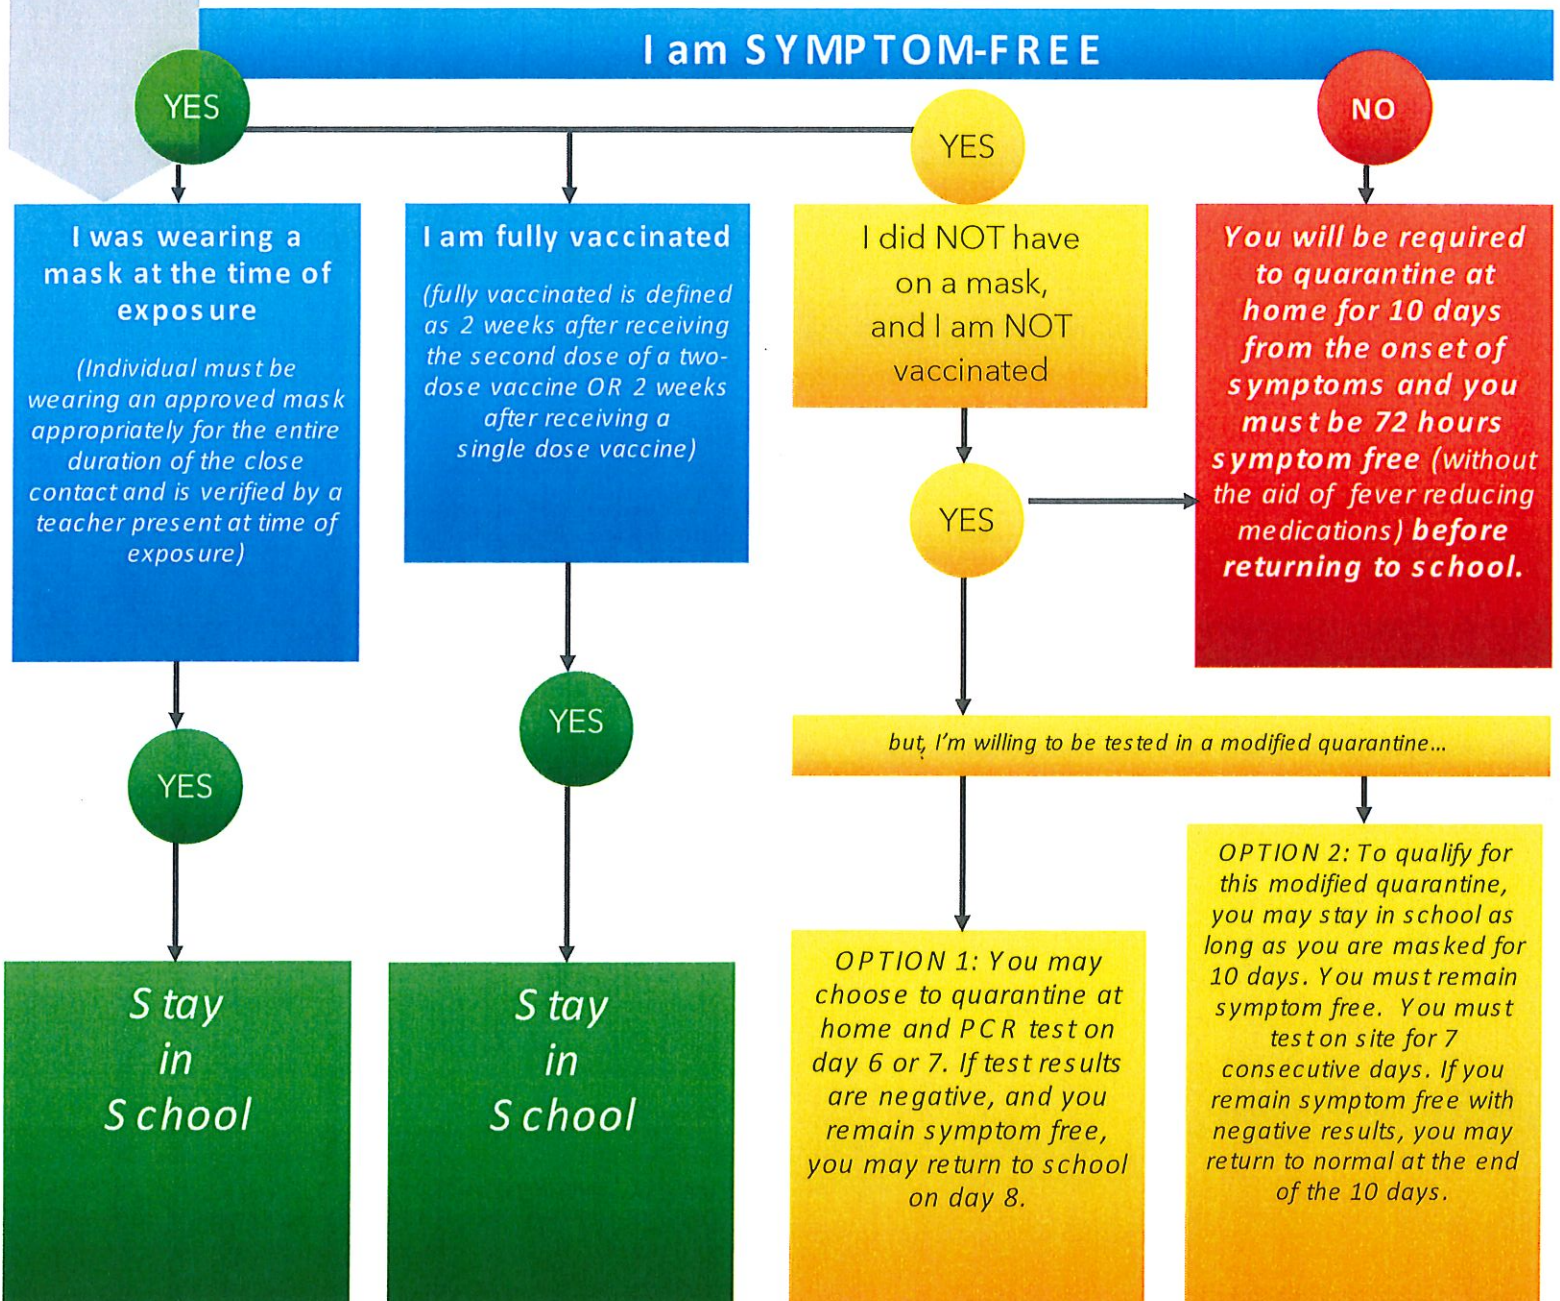 I am SYMPTOM-FREE
YES
YES
NO
I was wearing a
mask at the time of
exposure
(Individual must be
wearing an approved mask
appropriately for the entire
duration of the close
contact and is verified by a
teacher present at time of
exposure)
YES
Stay
in
School
I am fully vaccinated
(fully vaccinated is defined
as 2 weeks after receiving
the second dose of a two-
dose vaccine OR 2 weeks
after receiving a
single dose vaccine)
YES
Stay
in
School
I did NOT have
on a mask,
and I am NOT
vaccinated
YES
You will be required
to quarantine at
home for 10 days
from the onset of
symptoms and you
must be 72 hours
symptom free (without
the aid of fever reducing
medications) before
returning to school.
but, I'm willing to be tested in a modified quarantine...
OPTION 1: You may
choose to quarantine at
home and PCR test on
day 6 or 7. If test results
are negative, and you
remain symptom free,
you may return to school
on day 8.
OPTION 2: To qualify for
this modified quarantine,
you may stay in school as
long as you are masked for
10 days. You must remain
symptom free. You must
test on site for 7
consecutive days. If you
remain symptom free with
negative results, you may
return to normal at the end
of the 10 days.